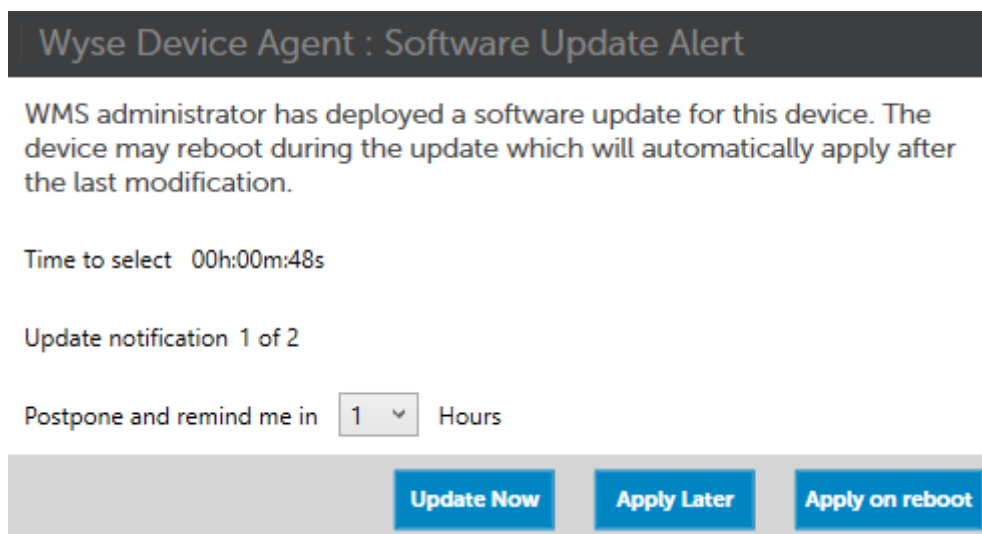 Wyse Device Agent : Software Update Alert
WMS administrator has deployed a software update for this device. The
device may reboot during the update which will automatically apply after
the last modification.
Time to select 00h:00m:48s
Update notification 1 of 2
Postpone and remind me in 1 Hours
Update Now Apply Later Apply on reboot